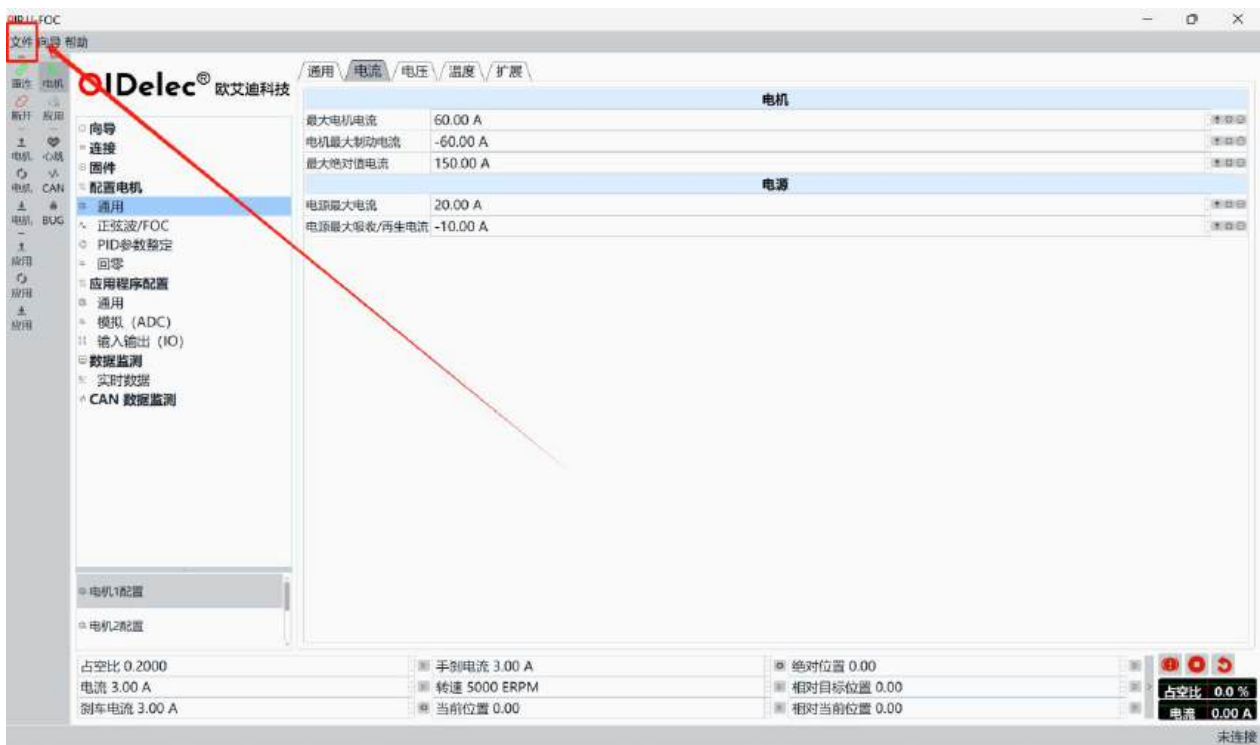 文件 向导 帮助
重连 电机
断开 应用
电机 心跳
电机 CAN
电机 BUG
应用
应用
应用
OIDelec® 欧艾迪科技
向导
连接
固件
配置电机
通用
正弦波/FOC
PID参数整定
回零
应用程序配置
通用
模拟 (ADC)
输入输出 (IO)
数据监测
实时数据
CAN 数据监测
电机1配置
电机2配置
通用 电流 电压 温度 扩展
电机
最大电机电流 60.00 A
电机最大制动电流 -60.00 A
最大绝对值电流 150.00 A
电源
电源最大电流 20.00 A
电源最大吸收/再生电流 -10.00 A
占空比 0.2000 手刹电流 3.00 A 绝对位置 0.00
电流 3.00 A 转速 5000 ERPM 相对目标位置 0.00
刹车电流 3.00 A 当前位置 0.00 相对当前位置 0.00
占空比 0.0 %
电流 0.00 A
未连接